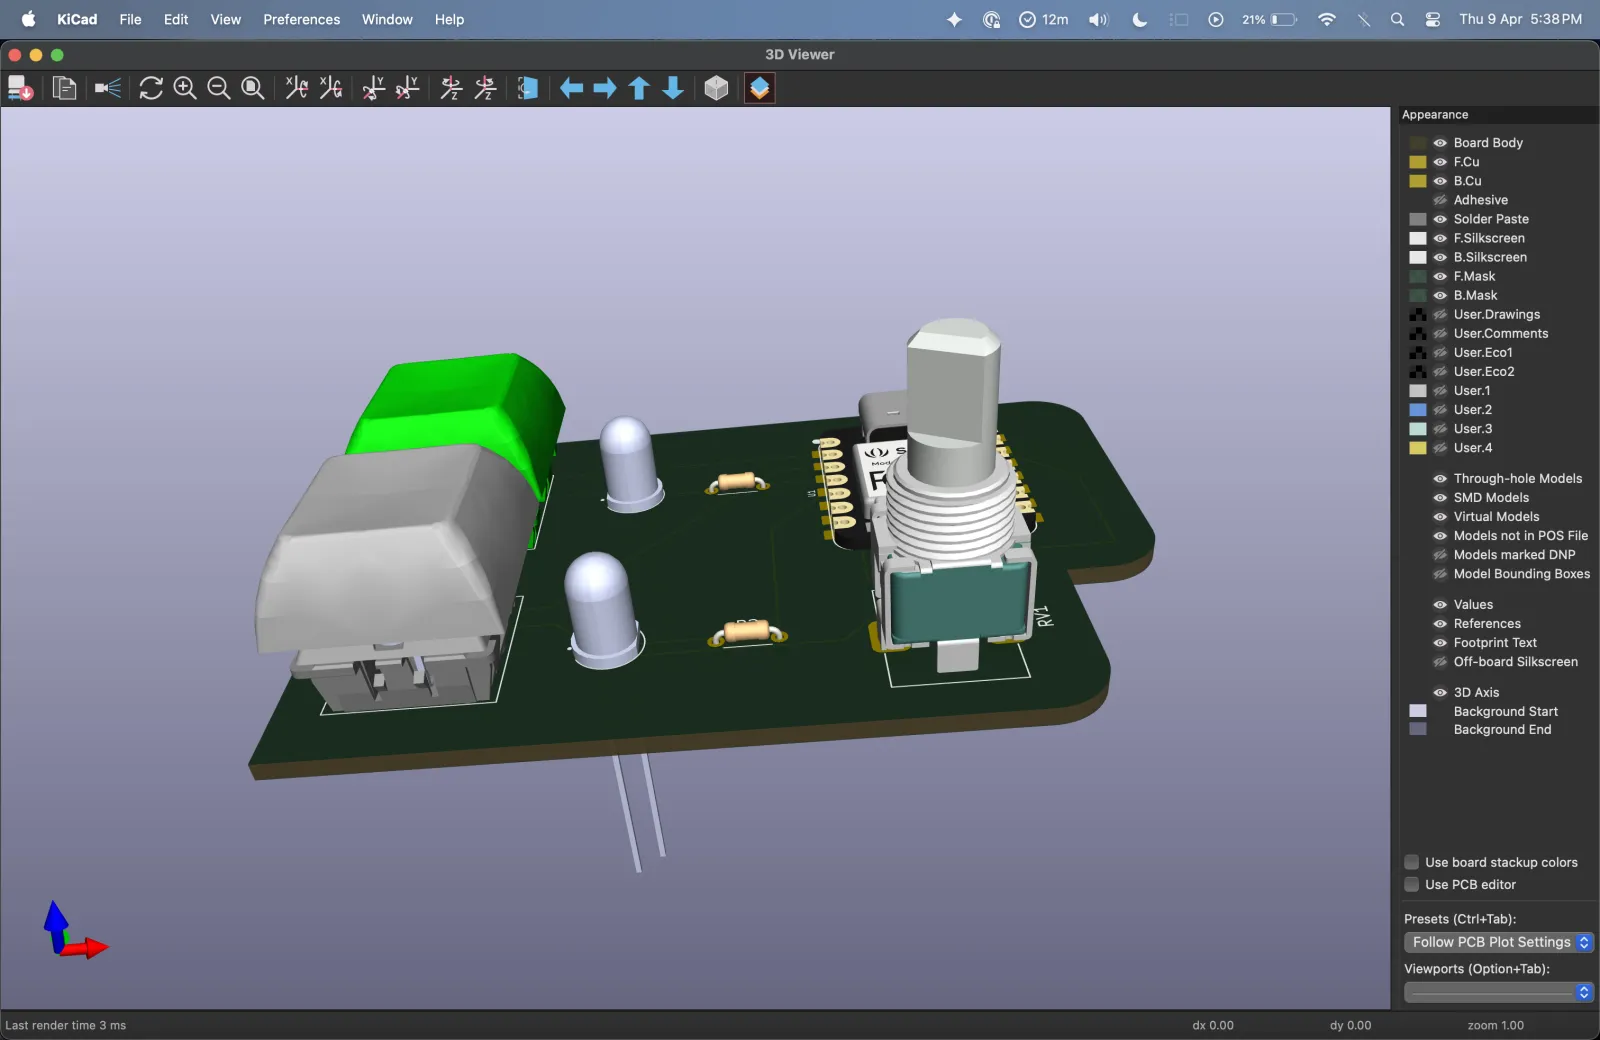 KiCad File Edit View Preferences Window Help 12m 21% Thu 9 Apr 5:38 PM
3D Viewer
X X Y Y Z Z
Appearance
Board Body
F.Cu
B.Cu
Adhesive
Solder Paste
F.Silkscreen
B.Silkscreen
F.Mask
B.Mask
User.Drawings
User.Comments
User.Eco1
User.Eco2
User.1
User.2
User.3
User.4
Through-hole Models
SMD Models
Virtual Models
Models not in POS File
Models marked DNP
Model Bounding Boxes
Values
References
Footprint Text
Off-board Silkscreen
3D Axis
Background Start
Background End
RV1
Use board stackup colors
Use PCB editor
Presets (Ctrl+Tab):
Follow PCB Plot Settings
Viewports (Option+Tab):
Last render time 3 ms dx 0.00 dy 0.00 zoom 1.00